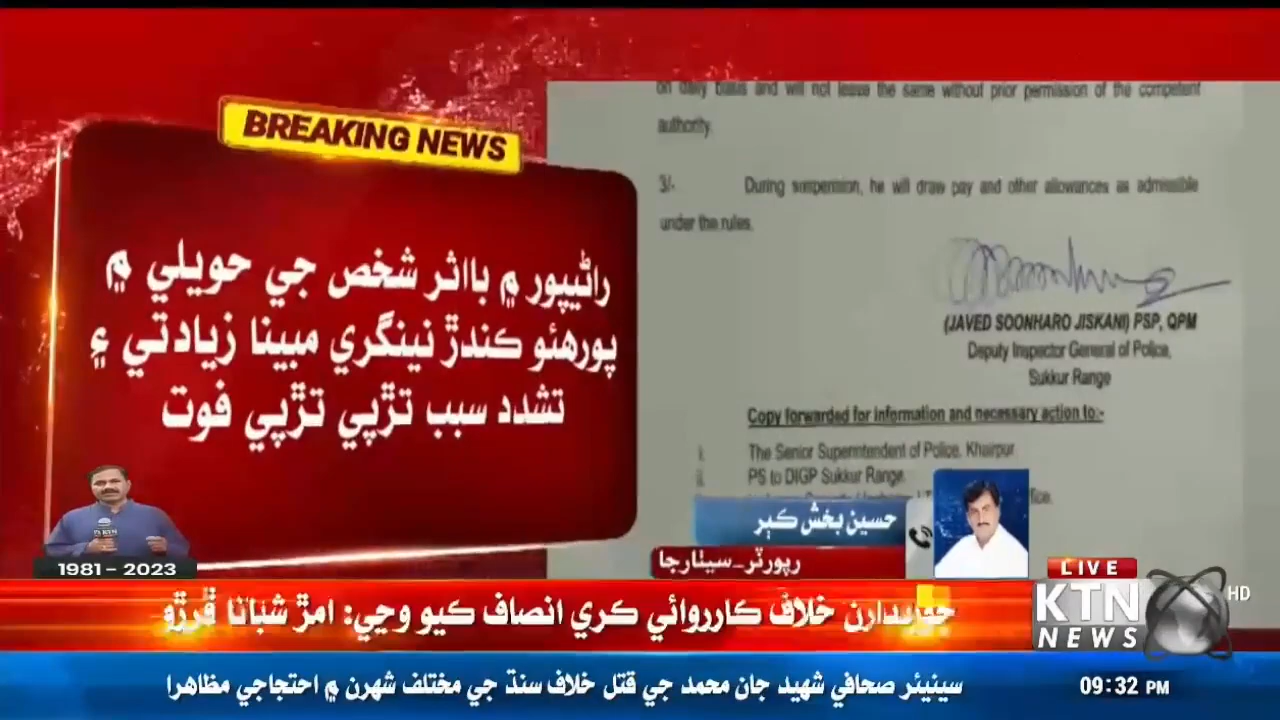 BREAKING NEWS
راڻيپور ۾ بااثر شخص جي حويلي ۾
پورهئو ڪندڙ نينگري مبينا زيادتي ۽
تشدد سبب تڙپي تڙپي فوت
on daily basis and will not leave the same without prior permission of the competent
authority.
3/- During suspension, he will draw pay and other allowances as admissible
under the rules.
(JAVED SOONHARO JISKANI) PSP, QPM
Deputy Inspector General of Police,
Sukkur Range
Copy forwarded for information and necessary action to:-
i. The Senior Superintendent of Police, Khairpur
ii. PS to DIGP Sukkur Range.
حسين بخش ڪٻر
رپورٽر-سيٺارجا
1981 – 2023
خلاف ڪارروائي ڪري انصاف ڪيو وڃي: امڙ شبانا
LIVE
KTN
NEWS
HD
سينيئر صحافي شهيد جان محمد جي قتل خلاف سنڌ جي مختلف شهرن ۾ احتجاجي مظاهرا
09:32 PM